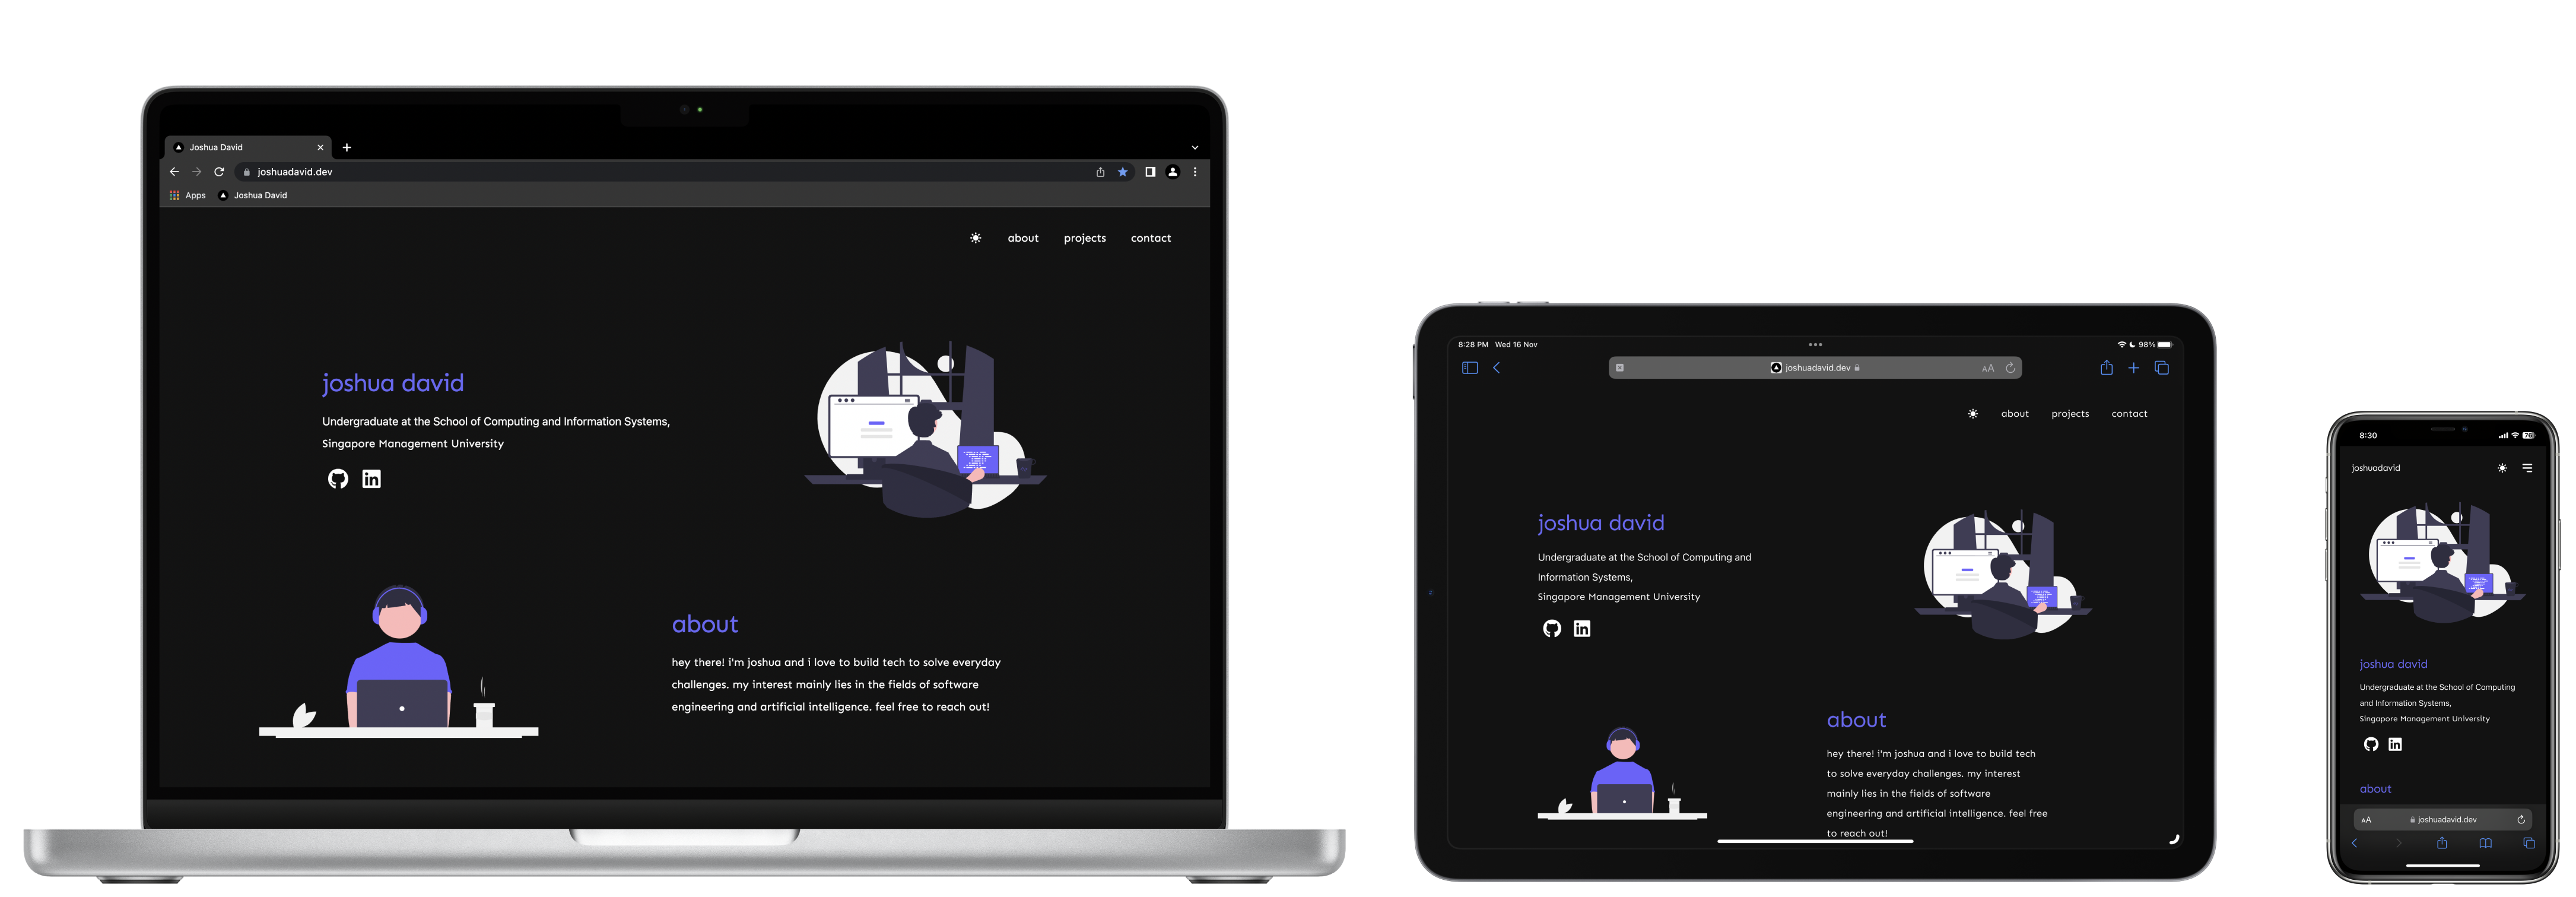 Joshua David
joshuadavid.dev
Apps Joshua David
about projects contact
joshua david
Undergraduate at the School of Computing and Information Systems,
Singapore Management University
about
hey there! i'm joshua and i love to build tech to solve everyday
challenges. my interest mainly lies in the fields of software
engineering and artificial intelligence. feel free to reach out!
8:28 PM Wed 16 Nov 98%
joshuadavid.dev AA
about projects contact
joshua david
Undergraduate at the School of Computing and
Information Systems,
Singapore Management University
about
hey there! i'm joshua and i love to build tech
to solve everyday challenges. my interest
mainly lies in the fields of software
engineering and artificial intelligence. feel free
to reach out!
8:30
joshuadavid
joshua david
Undergraduate at the School of Computing
and Information Systems,
Singapore Management University
about
AA joshuadavid.dev